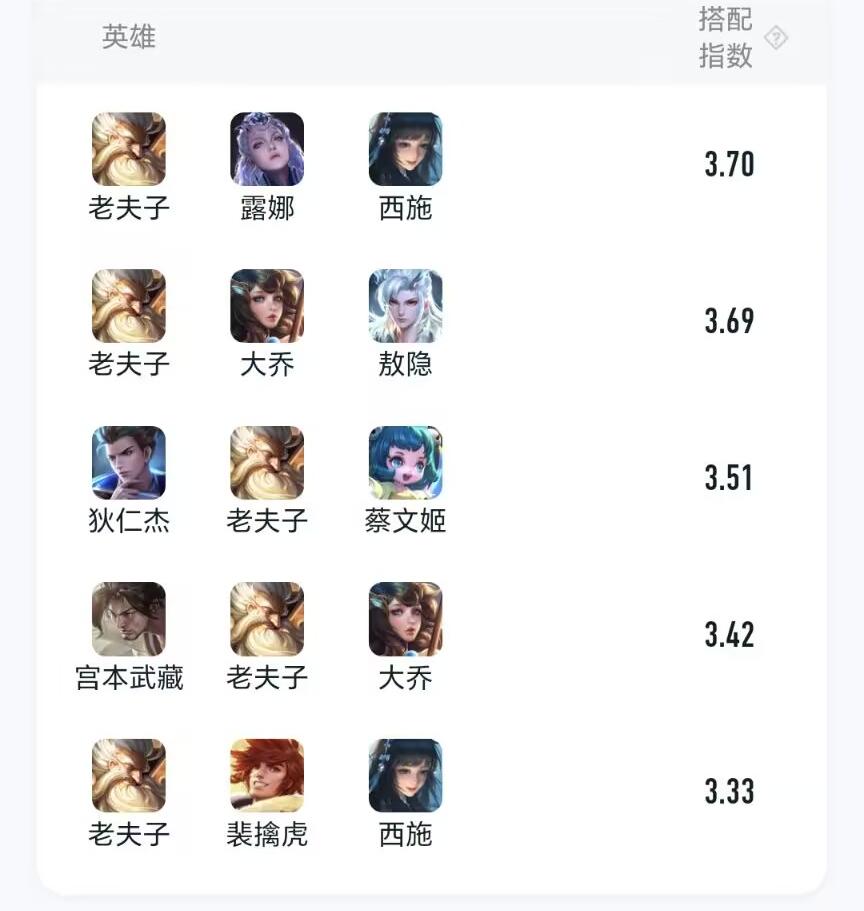 英雄
搭配
指数
?
老夫子 露娜 西施 3.70
老夫子 大乔 敖隐 3.69
狄仁杰 老夫子 蔡文姬 3.51
宫本武藏 老夫子 大乔 3.42
老夫子 裴擒虎 西施 3.33